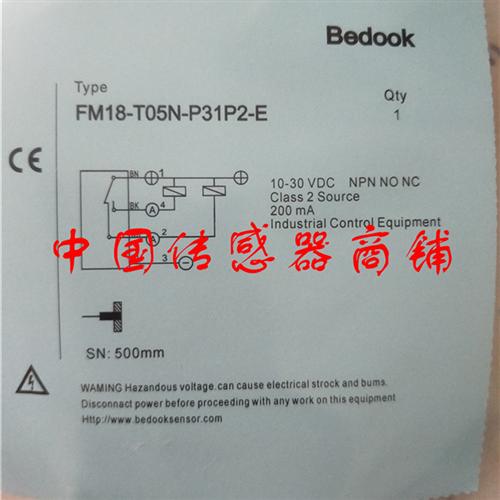 Bedook
Type
Qty
FM18-T05N-P31P2-E
1
CE
BN
1
BK
A
4
10-30 VDC NPN NO NC
Class 2 Source
200 mA
Industrial Control Equipment
A
2
3
中国传感器商铺
SN: 500mm
WAMING Hazandous voltage.can cause electrical strock and bums.
Disconnact power before proceeding with any work on this equipment
Http://www.bedooksensor.com/